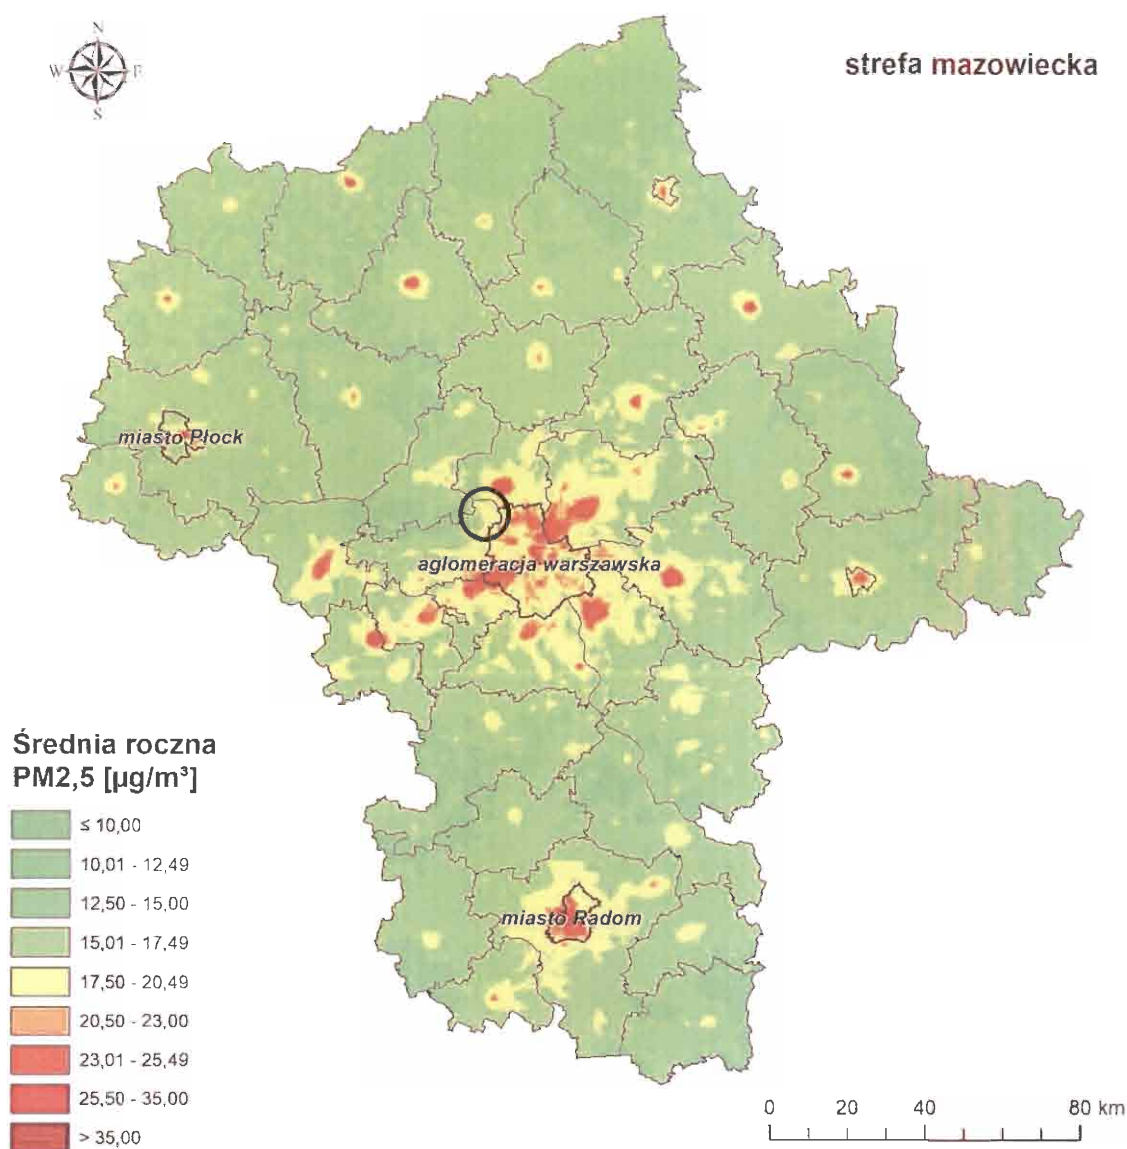 N
W E
S
strefa mazowiecka
miasto Płock
aglomeracja warszawska
miasto Radom
Średnia roczna
PM2,5 [µg/m³]
≤ 10,00
10,01 - 12,49
12,50 - 15,00
15,01 - 17,49
17,50 - 20,49
20,50 - 23,00
23,01 - 25,49
25,50 - 35,00
> 35,00
0 20 40 80 km